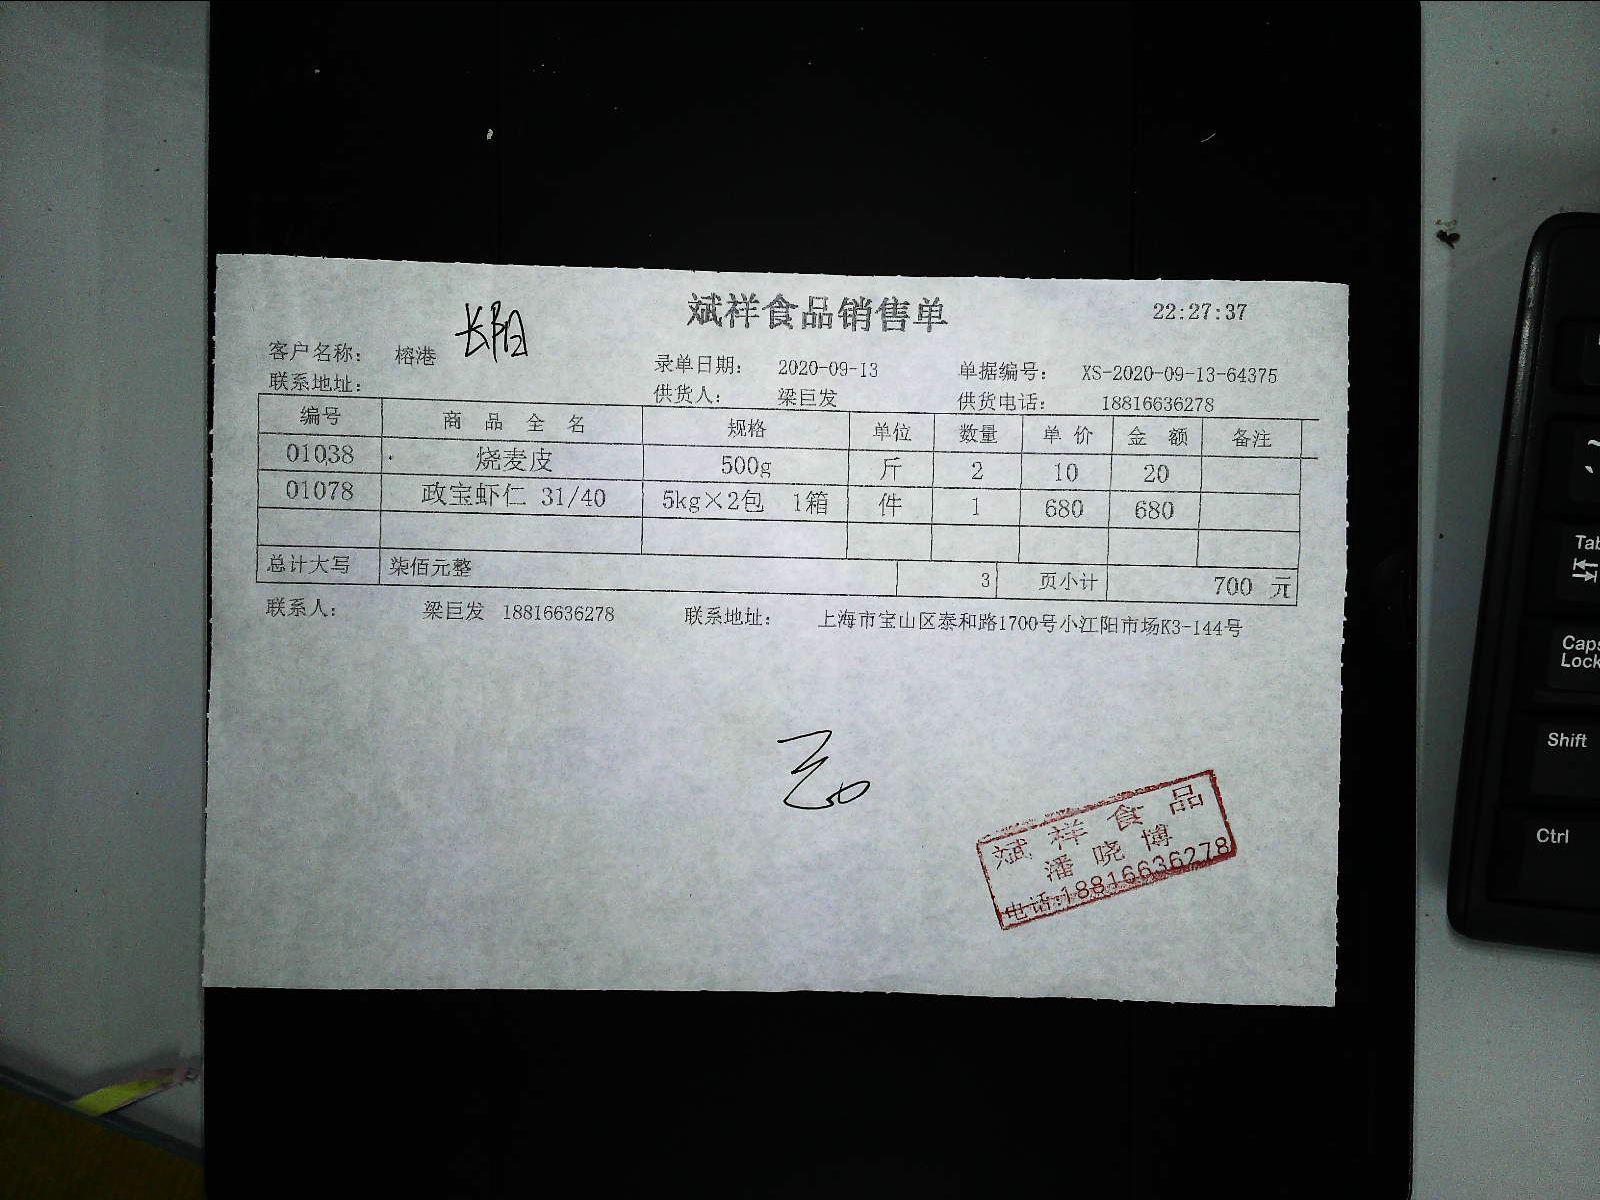 斌祥食品销售单 22:27:37
客户名称： 榕港 长阳
录单日期： 2020-09-13 单据编号： XS-2020-09-13-64375
联系地址：
供货人： 梁巨发 供货电话： 18816636278
编号 商品全名 规格 单位 数量 单价 金额 备注
01038 烧麦皮 500g 斤 2 10 20
01078 政宝虾仁 31/40 5kg×2包 1箱 件 1 680 680
总计大写 柒佰元整 3 页小计 700 元
联系人： 梁巨发 18816636278 联系地址： 上海市宝山区泰和路1700号小江阳市场K3-144号
斌祥食品
潘晓博
电话:18816636278
Tab
Caps
Lock
Shift
Ctrl